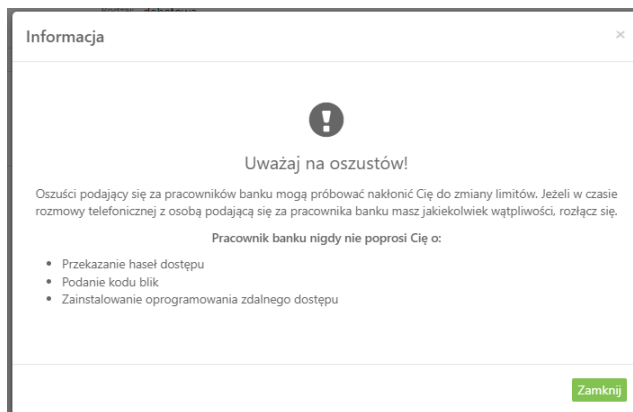 Rodzaj debetowa
Informacja
×
Uważaj na oszustów!
Oszuści podający się za pracowników banku mogą próbować nakłonić Cię do zmiany limitów. Jeżeli w czasie
rozmowy telefonicznej z osobą podającą się za pracownika banku masz jakiekolwiek wątpliwości, rozłącz się.
Pracownik banku nigdy nie poprosi Cię o:
• Przekazanie haseł dostępu
• Podanie kodu blik
• Zainstalowanie oprogramowania zdalnego dostępu
Zamknij